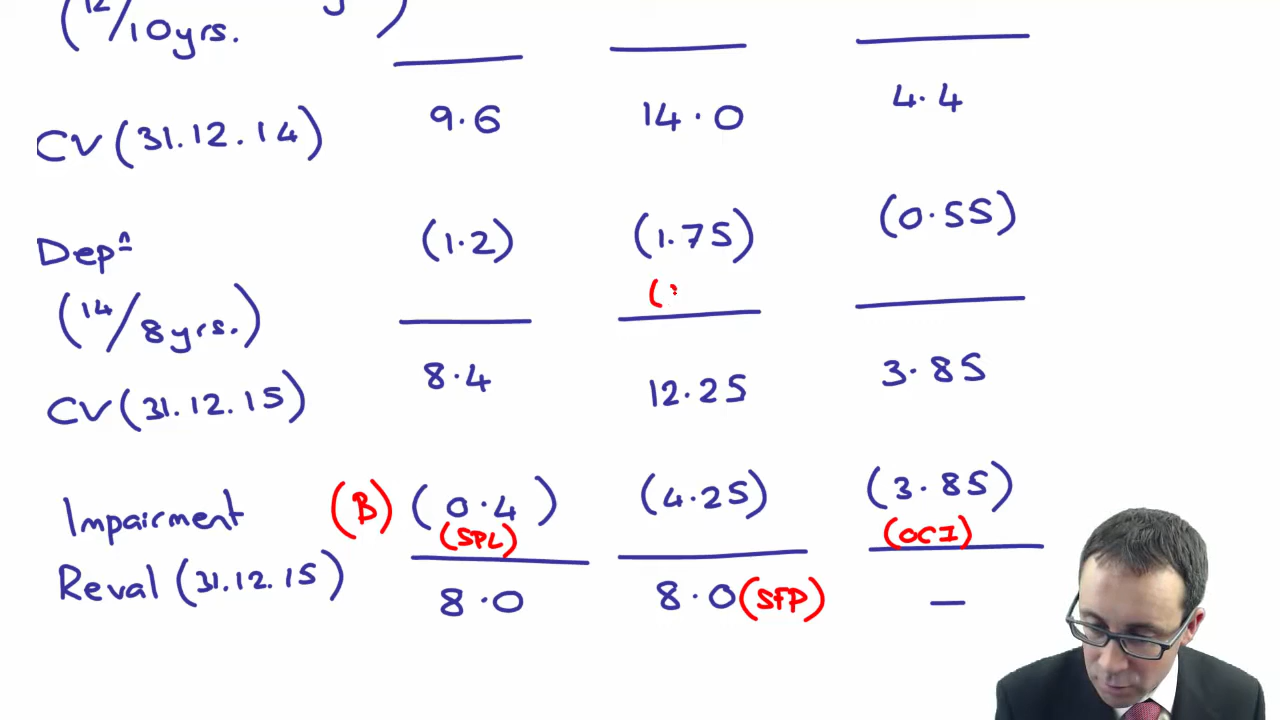 (12/10yrs. )
CV (31.12.14) 9.6 14.0 4.4
Depⁿ (1.2) (1.75) (0.55)
(14/8yrs.) (
CV (31.12.15) 8.4 12.25 3.85
Impairment (B) (0.4) (4.25) (3.85)
(SPL) (OCI)
Reval (31.12.15) 8.0 8.0 (SFP) –